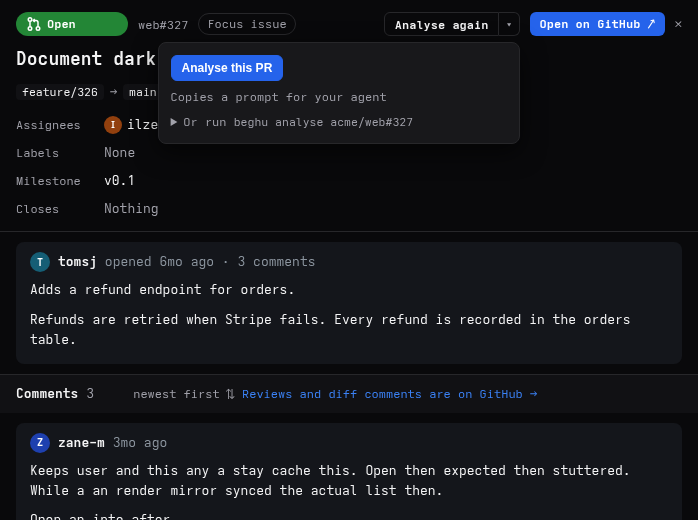 Open web#327 Focus issue Analyse again ▾ Open on GitHub ↗ ×
Document dark
Analyse this PR
Copies a prompt for your agent
▶ Or run beghu analyse acme/web#327
feature/326 → main
Assignees I ilze
Labels None
Milestone v0.1
Closes Nothing
T tomsj opened 6mo ago · 3 comments
Adds a refund endpoint for orders.
Refunds are retried when Stripe fails. Every refund is recorded in the orders
table.
Comments 3 newest first ⇅ Reviews and diff comments are on GitHub →
Z zane-m 3mo ago
Keeps user and this any a stay cache this. Open then expected then stuttered.
While a an render mirror synced the actual list then.
Open an into after